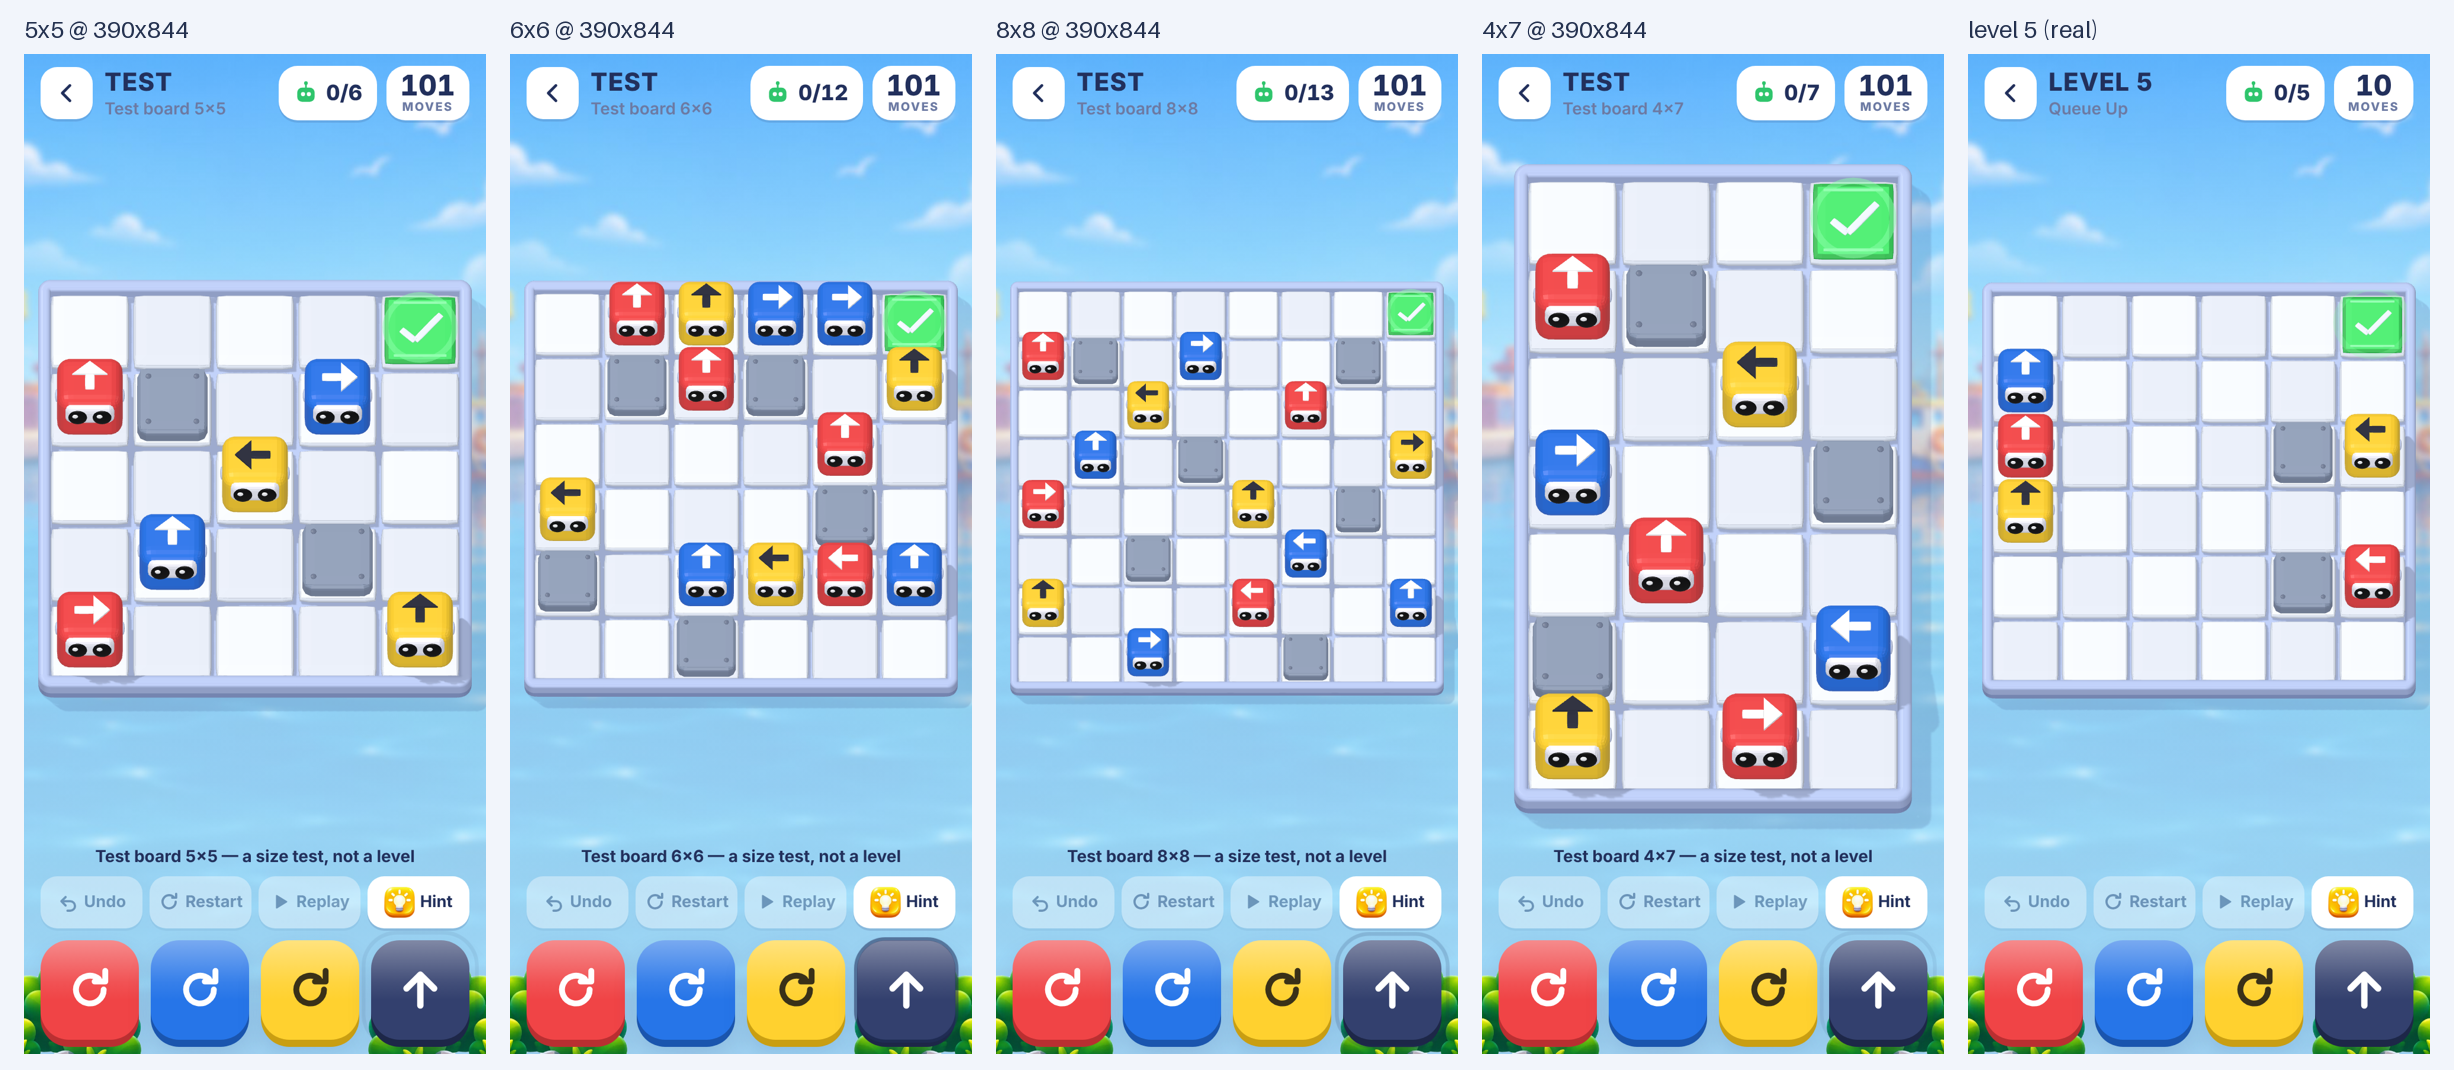 5x5 @ 390x844
TEST
Test board 5×5
0/6
101
MOVES
Test board 5×5 — a size test, not a level
Undo
Restart
Replay
Hint
6x6 @ 390x844
TEST
Test board 6×6
0/12
101
MOVES
Test board 6×6 — a size test, not a level
Undo
Restart
Replay
Hint
8x8 @ 390x844
TEST
Test board 8×8
0/13
101
MOVES
Test board 8×8 — a size test, not a level
Undo
Restart
Replay
Hint
4x7 @ 390x844
TEST
Test board 4×7
0/7
101
MOVES
Test board 4×7 — a size test, not a level
Undo
Restart
Replay
Hint
level 5 (real)
LEVEL 5
Queue Up
0/5
10
MOVES
Undo
Restart
Replay
Hint